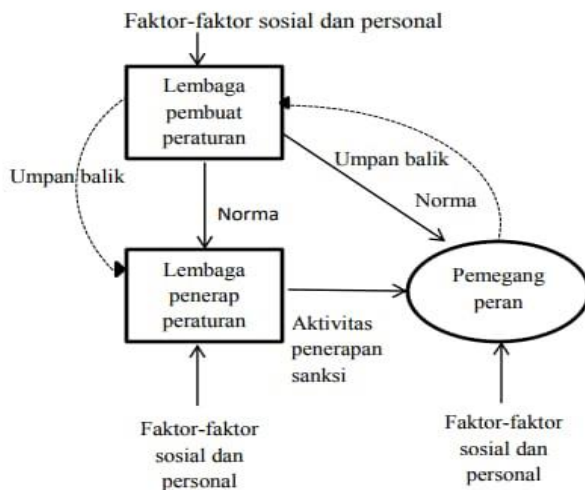 Faktor-faktor sosial dan personal
Lembaga
pembuat
peraturan
Umpan balik
Umpan balik
Norma
Norma
Lembaga
penerap
peraturan
Pemegang
peran
Aktivitas
penerapan
sanksi
Faktor-faktor
sosial dan
personal
Faktor-faktor
sosial dan
personal